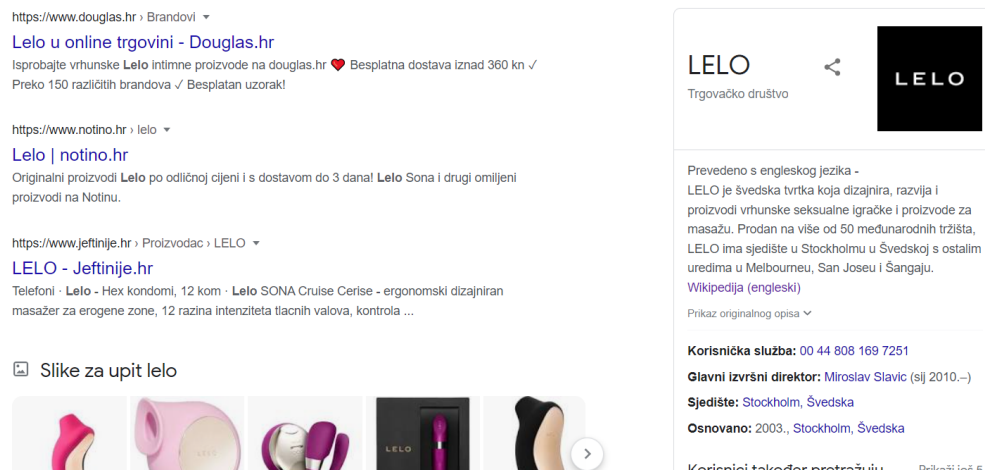 https://www.douglas.hr › Brandovi
Lelo u online trgovini - Douglas.hr
Isprobajte vrhunske Lelo intimne proizvode na douglas.hr ❤️ Besplatna dostava iznad 360 kn ✓
Preko 150 različitih brandova ✓ Besplatan uzorak!
https://www.notino.hr › lelo
Lelo | notino.hr
Originalni proizvodi Lelo po odličnoj cijeni i s dostavom do 3 dana! Lelo Sona i drugi omiljeni
proizvodi na Notinu.
https://www.jeftinije.hr › Proizvodac › LELO
LELO - Jeftinije.hr
Telefoni · Lelo - Hex kondomi, 12 kom · Lelo SONA Cruise Cerise - ergonomski dizajniran
masažer za erogene zone, 12 razina intenziteta tlacnih valova, kontrola ...
Slike za upit lelo
LELO
LELO
Trgovačko društvo
LELO
Prevedeno s engleskog jezika -
LELO je švedska tvrtka koja dizajnira, razvija i
proizvodi vrhunske seksualne igračke i proizvode za
masažu. Prodan na više od 50 međunarodnih tržišta,
LELO ima sjedište u Stockholmu u Švedskoj s ostalim
uredima u Melbourneu, San Joseu i Šangaju.
Wikipedija (engleski)
Prikaz originalnog opisa
Korisnička služba: 00 44 808 169 7251
Glavni izvršni direktor: Miroslav Slavic (sij 2010.–)
Sjedište: Stockholm, Švedska
Osnovano: 2003., Stockholm, Švedska
Korisnici također pretražuju
Prikaži još 5